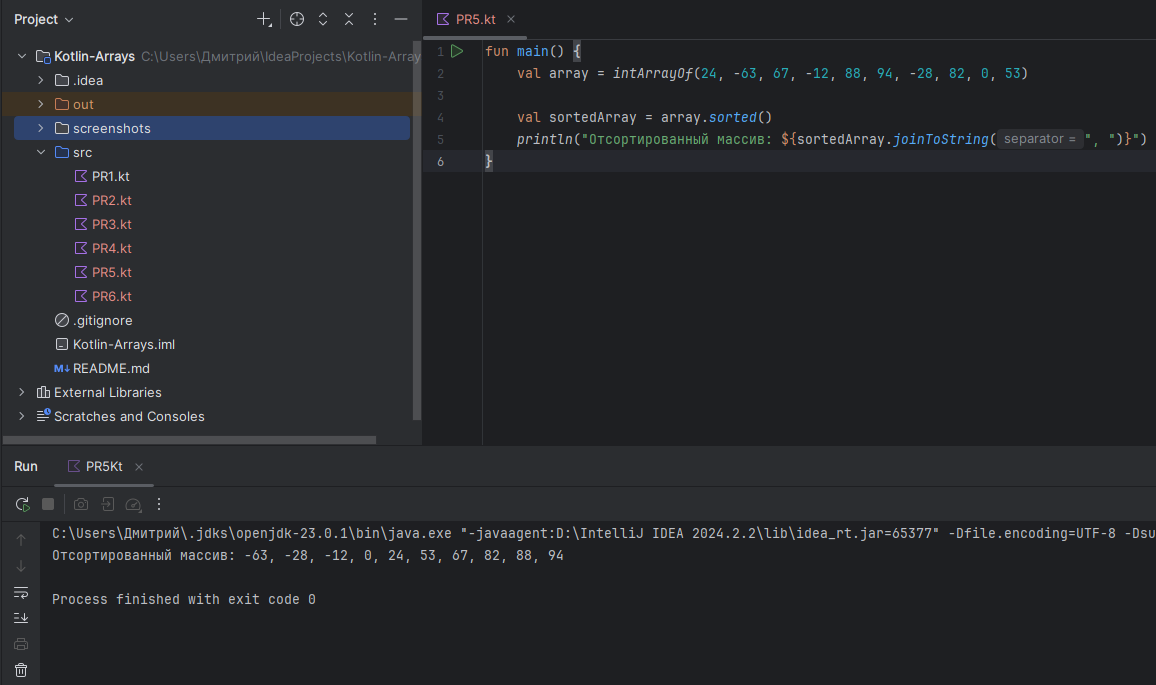 Project
Kotlin-Arrays C:\Users\Дмитрий\IdeaProjects\Kotlin-Array
.idea
out
screenshots
src
PR1.kt
PR2.kt
PR3.kt
PR4.kt
PR5.kt
PR6.kt
.gitignore
Kotlin-Arrays.iml
M↓ README.md
External Libraries
Scratches and Consoles
PR5.kt
1 fun main() {
2 val array = intArrayOf(24, -63, 67, -12, 88, 94, -28, 82, 0, 53)
3
4 val sortedArray = array.sorted()
5 println("Отсортированный массив: ${sortedArray.joinToString( separator = ", ")}")
6 }
Run PR5Kt
C:\Users\Дмитрий\.jdks\openjdk-23.0.1\bin\java.exe "-javaagent:D:\IntelliJ IDEA 2024.2.2\lib\idea_rt.jar=65377" -Dfile.encoding=UTF-8 -Dsu
Отсортированный массив: -63, -28, -12, 0, 24, 53, 67, 82, 88, 94
Process finished with exit code 0